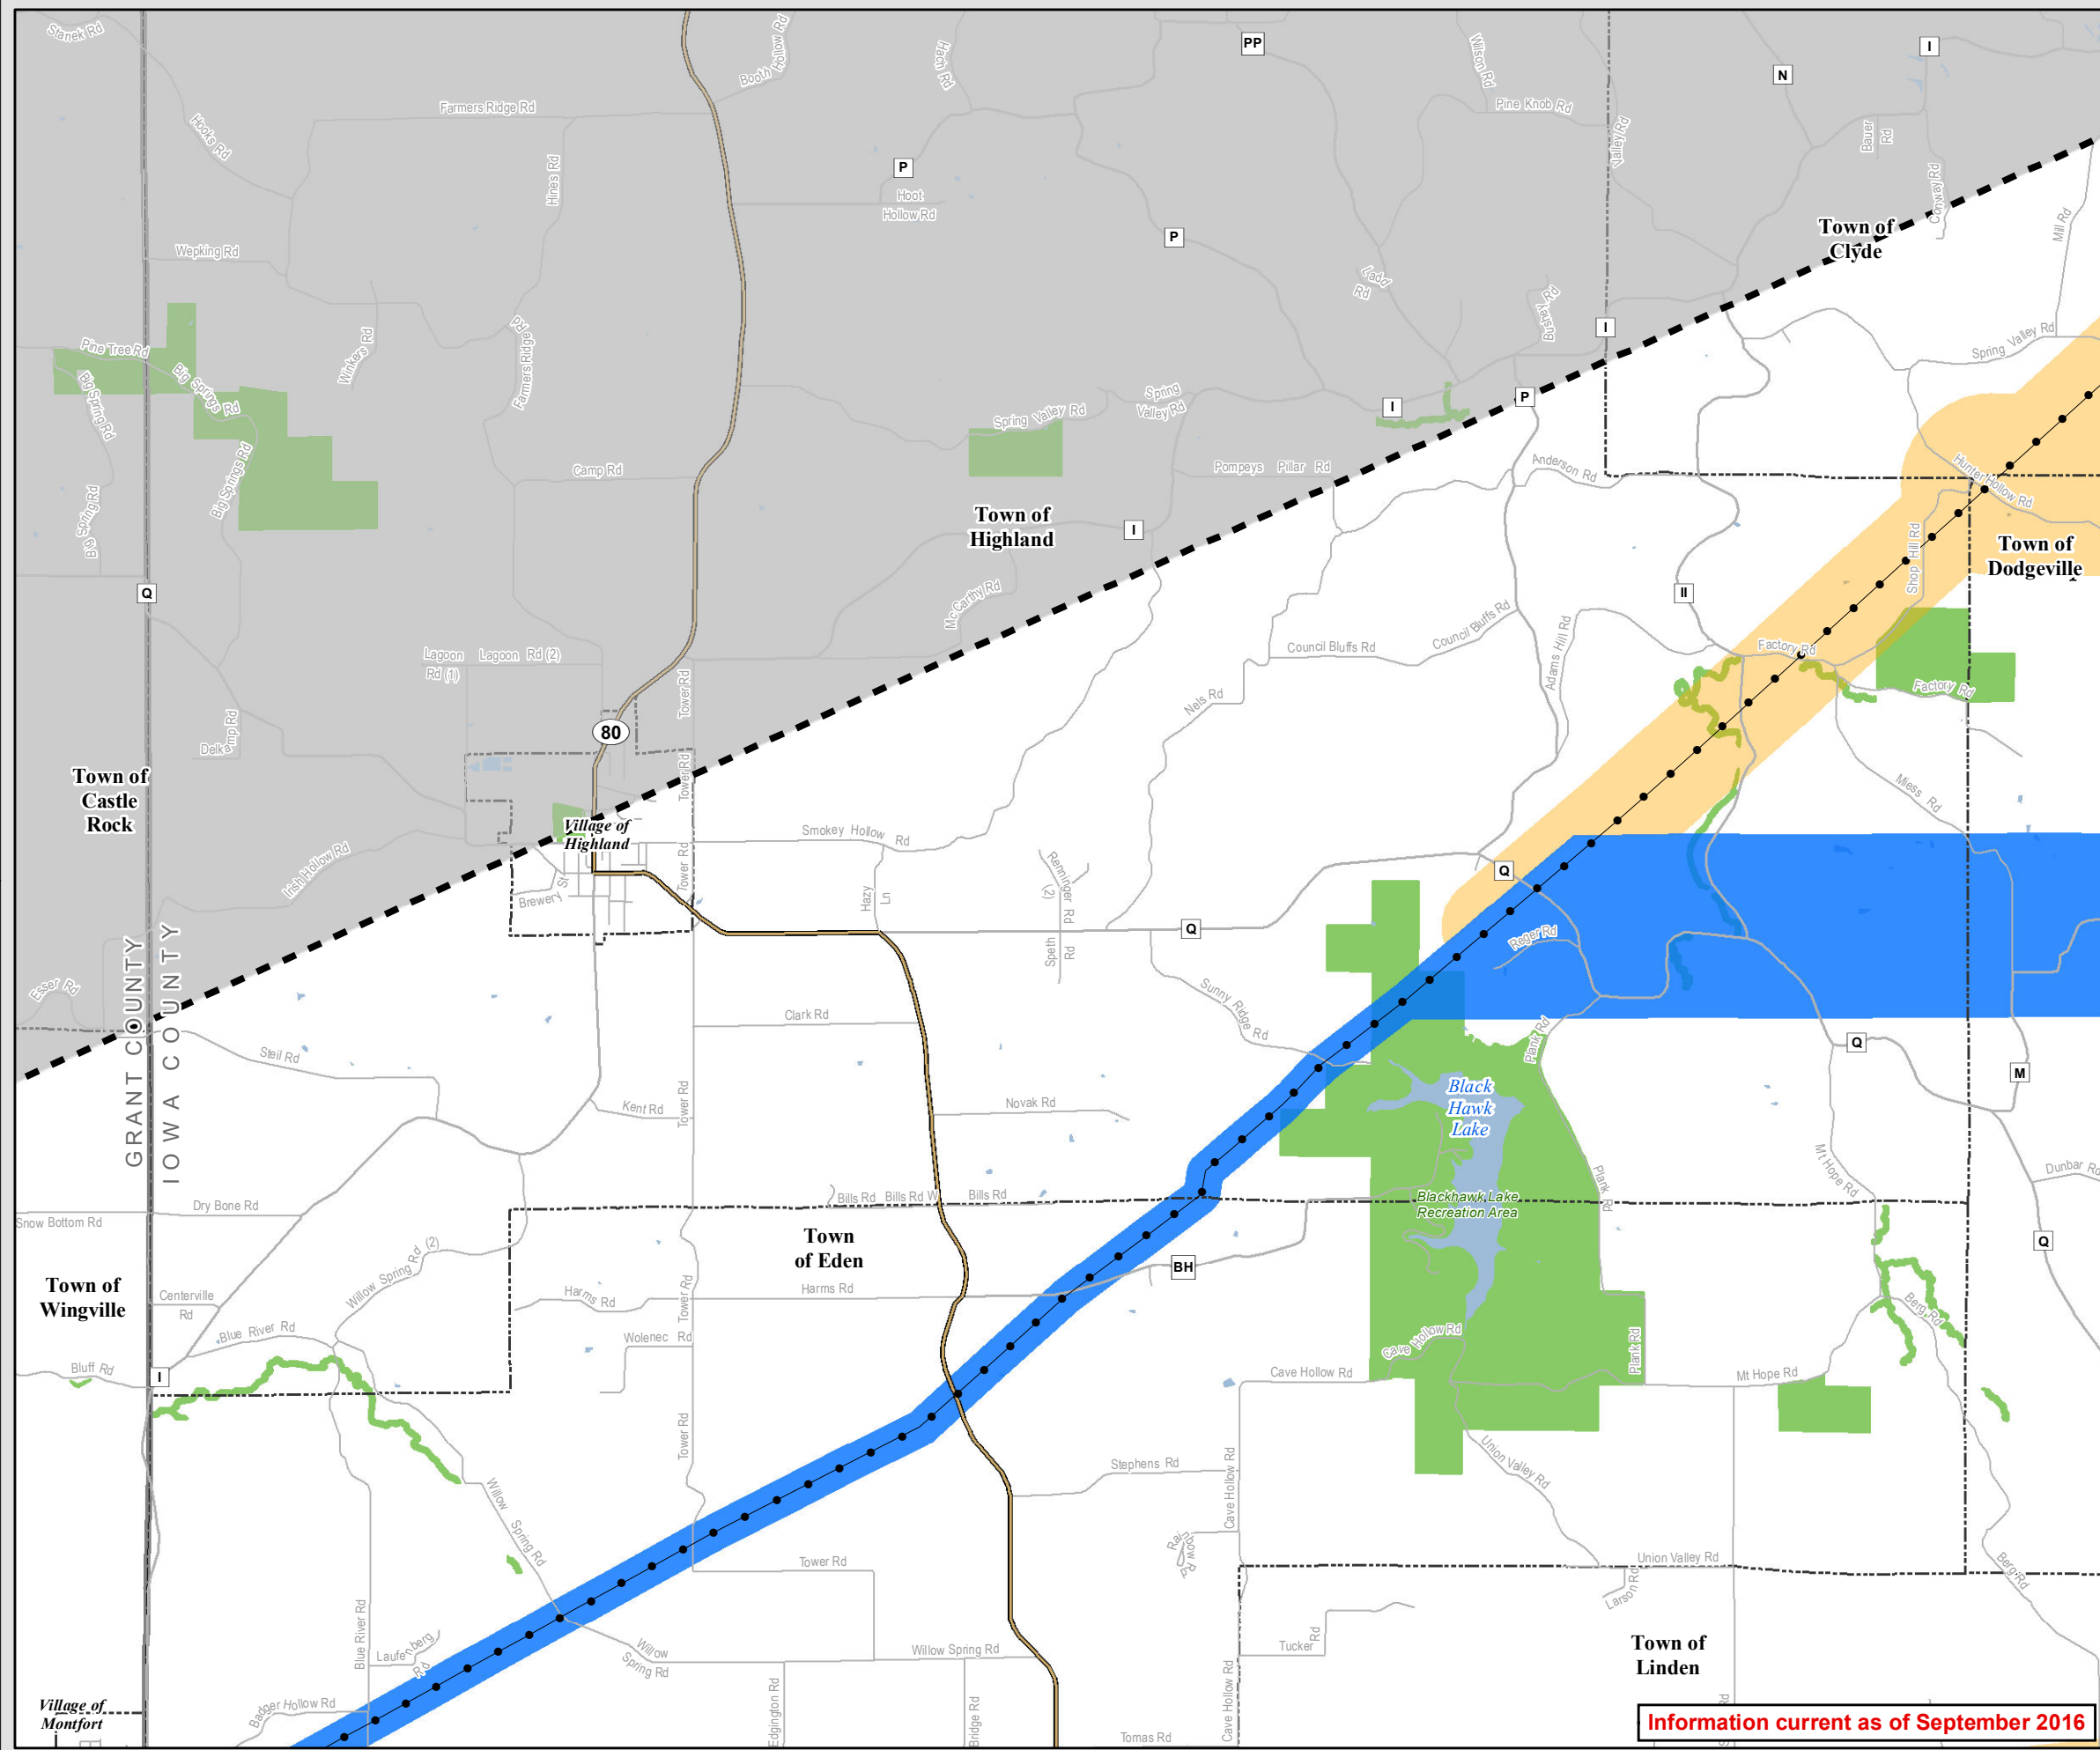 Stanek Rd
Booth Hollow Rd
Hach Rd
PP
Wilson Rd
N
I
Farmers Ridge Rd
Pine Knob Rd
Hooks Rd
Valley Rd
Bauer
Rd
Hines Rd
P
Hoot
Hollow Rd
Conway Rd
Mill Rd
Town of
Clyde
P
Wepking Rd
Lador
Rd
Bushey Rd
I
Pine Tree Rd
Big Springs Rd
Winkers Rd
Farmers Ridge
Rd
Spring Valley Rd
Big Spring Rd
Spring
Valley Rd
Spring Valley Rd
I
P
Big Springs Rd
Camp Rd
Pompeys Pillar Rd
Anderson Rd
Hunter Hollow Rd
Big Spring Rd
Town of
Highland
I
Shop Hill Rd
Town of
Dodgeville
Q
Mc Carthy Rd
II
Council Bluffs Rd
Council Bluffs Rd
Adams Hill Rd
Factory Rd
Lagoon
Rd (1)
Lagoon Rd (2)
Tower Rd
Nels Rd
Factory Rd
Delkamp Rd
80
Town of
Castle
Rock
Tower Rd
Miess Rd
Village of
Highland
Smokey Hollow Rd
Irish Hollow Rd
Tower Rd
Brewery St
Hazy
Ln
Renninger Rd
(2)
Q
Speth
Rd
Q
Reger Rd
Esser Rd
Sunny Ridge Rd
GRANT COUNTY
IOWA COUNTY
Clark Rd
Plank Rd
Q
Steil Rd
M
Kent Rd
Tower Rd
Novak Rd
Black
Hawk
Lake
Mt Hope Rd
Dunbar Rd
Snow Bottom Rd
Dry Bone Rd
Bills Rd
Bills Rd W
Bills Rd
Blackhawk Lake
Recreation Area
Plank Rd
Willow Spring Rd (2)
Town
of Eden
BH
Q
Town of
Wingville
Centerville
Rd
Harms Rd
Tower Rd
Harms Rd
Berg Rd
Blue River Rd
Wolenec Rd
Cave Hollow Rd
Plank Rd
Bluff Rd
I
Cave Hollow Rd
Mt Hope Rd
Tower Rd
Stephens Rd
Cave Hollow Rd
Union Valley Rd
Willow
Spring Rd
Rainbow Rd
Tower Rd
Union Valley Rd
Larson Rd
Berg Rd
Blue River Rd
Laufenberg
Rd
Willow
Spring Rd
Willow Spring Rd
Tucker
Rd
Town of
Linden
Village of
Montfort
Badger Hollow Rd
Edgington Rd
Bridge Rd
Cave Hollow Rd
Tomas Rd
Information current as of September 2016